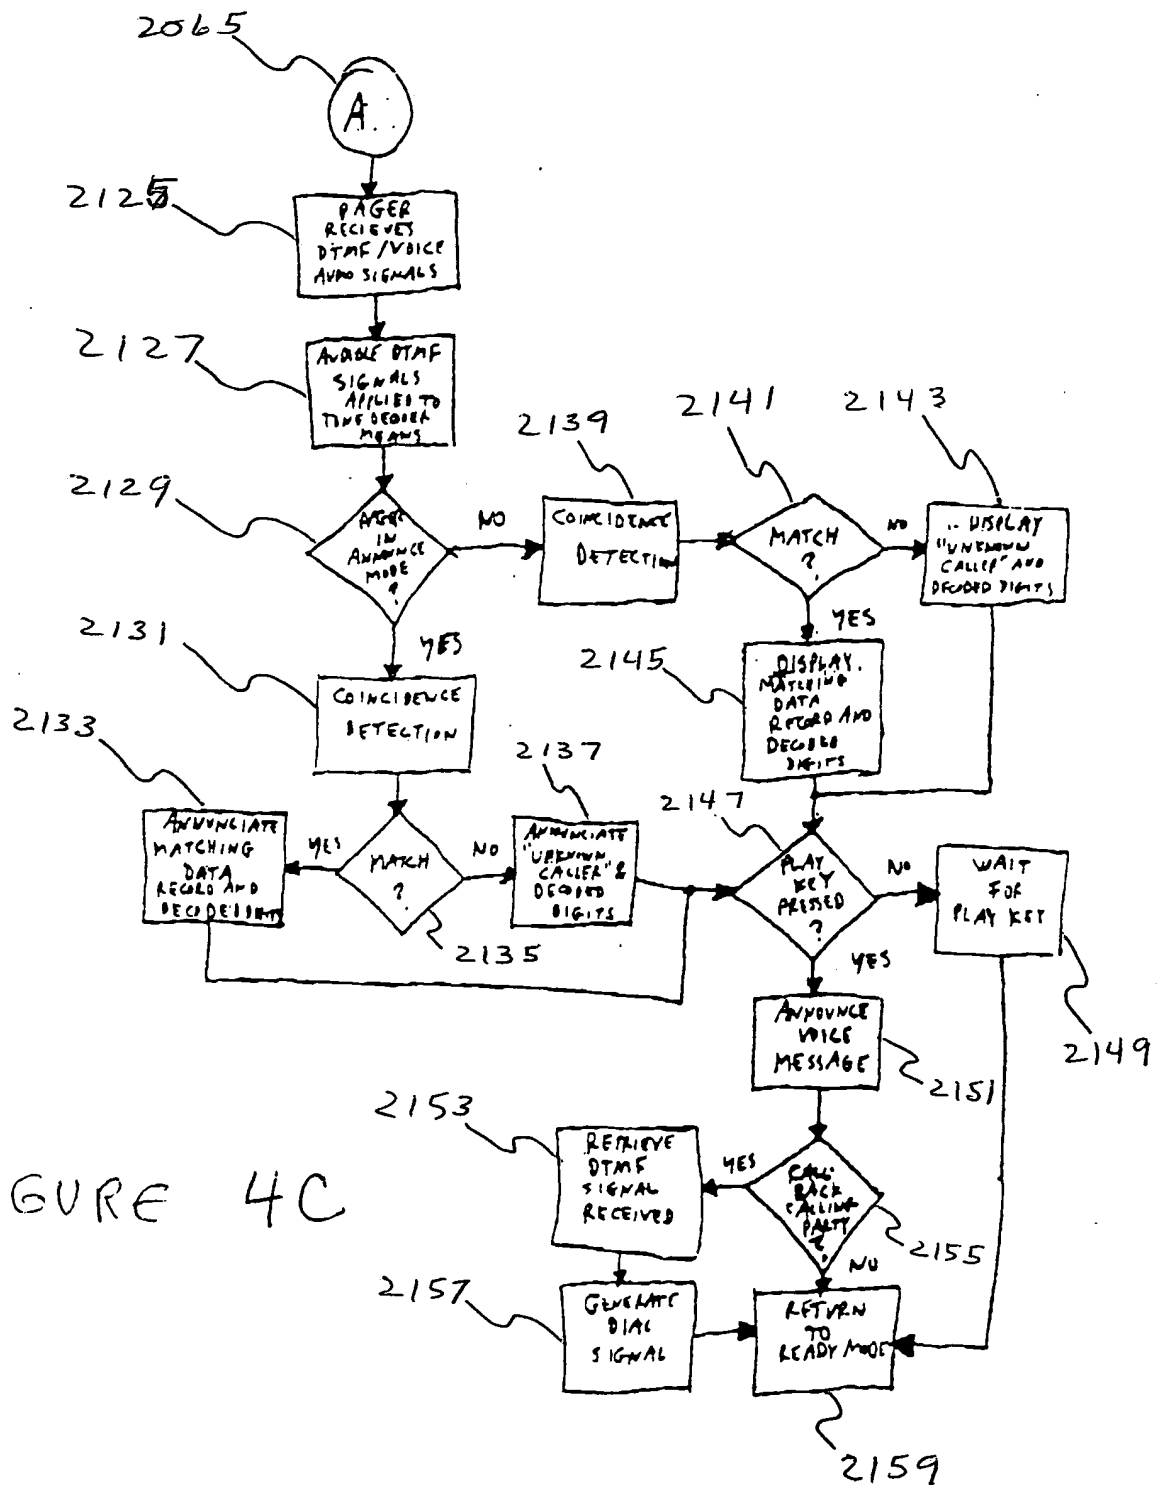 2065
A
2125
PAGER
RECIEVES
DTMF/VOICE
AUDIO SIGNALS
2127
AUDIBLE DTMF
SIGNALS
APPLIED TO
TONE DECODER
MEANS
2129
PAGER
IN
ANNOUNCE
MODE
?
NO
YES
2139
COINCIDENCE
DETECTION
2141
MATCH
?
NO
YES
2143
DISPLAY
"UNKNOWN
CALLER" AND
DECODED DIGITS
2145
DISPLAY
MATCHING
DATA
RECORD AND
DECODED
DIGITS
2131
COINCIDENCE
DETECTION
2133
ANNUNCIATE
MATCHING
DATA
RECORD AND
DECODED DIGITS
YES
MATCH
?
NO
2135
2137
ANNUNCIATE
"UNKNOWN
CALLER" &
DECODED
DIGITS
2147
PLAY
KEY
PRESSED
?
NO
YES
WAIT
FOR
PLAY KEY
2149
ANNOUNCE
VOICE
MESSAGE
2151
2153
RETRIEVE
DTMF
SIGNAL
RECEIVED
YES
CALL
BACK
CALLING
PARTY
?
2155
NO
2157
GENERATE
DIAL
SIGNAL
RETURN
TO
READY MODE
2159
GURE 4C